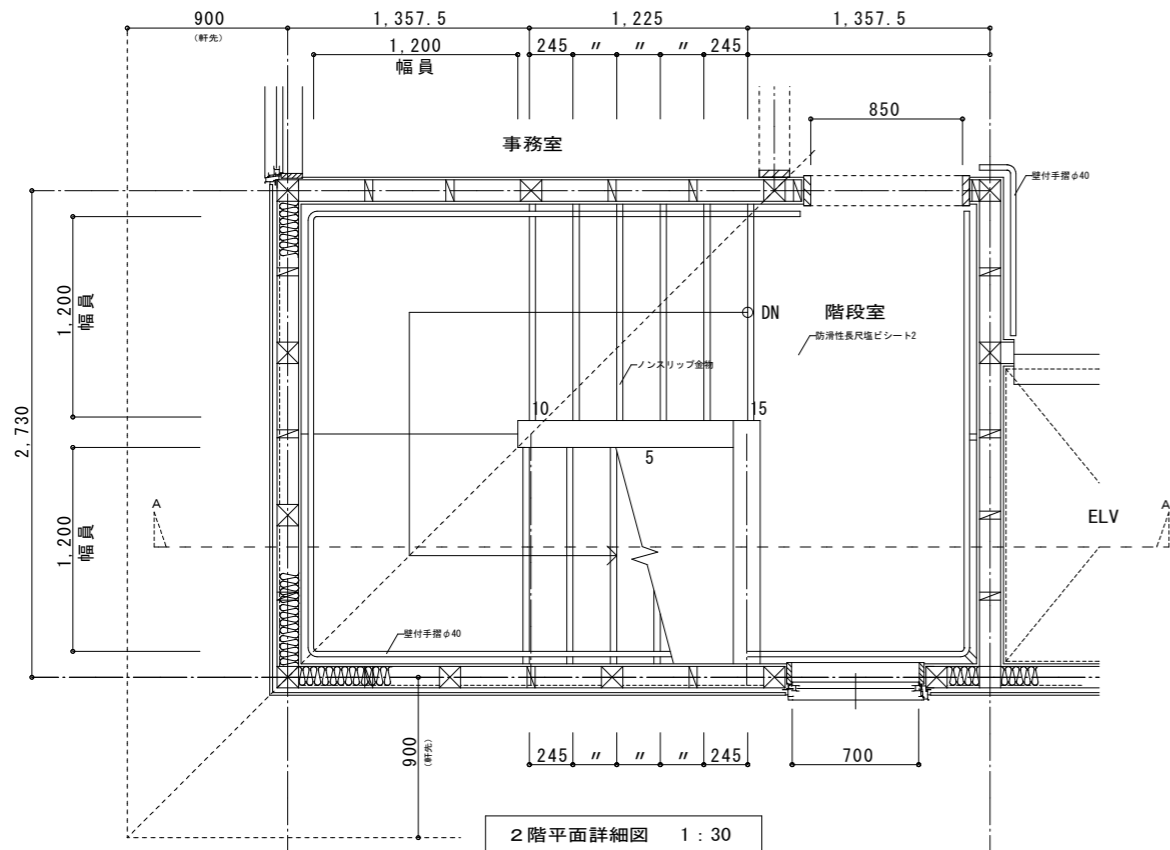 900
1,357.5
1,225
1,357.5
(軒先)
1,200
幅員
245
〃
〃
〃
245
850
事務室
壁付手摺φ40
1,200
幅員
DN
階段室
防滑性長尺塩ビシート2
ノンスリップ金物
10
15
2,730
5
1,200
幅員
A
A
ELV
壁付手摺φ40
900
(軒先)
245
〃
〃
〃
245
700
2階平面詳細図 1:30